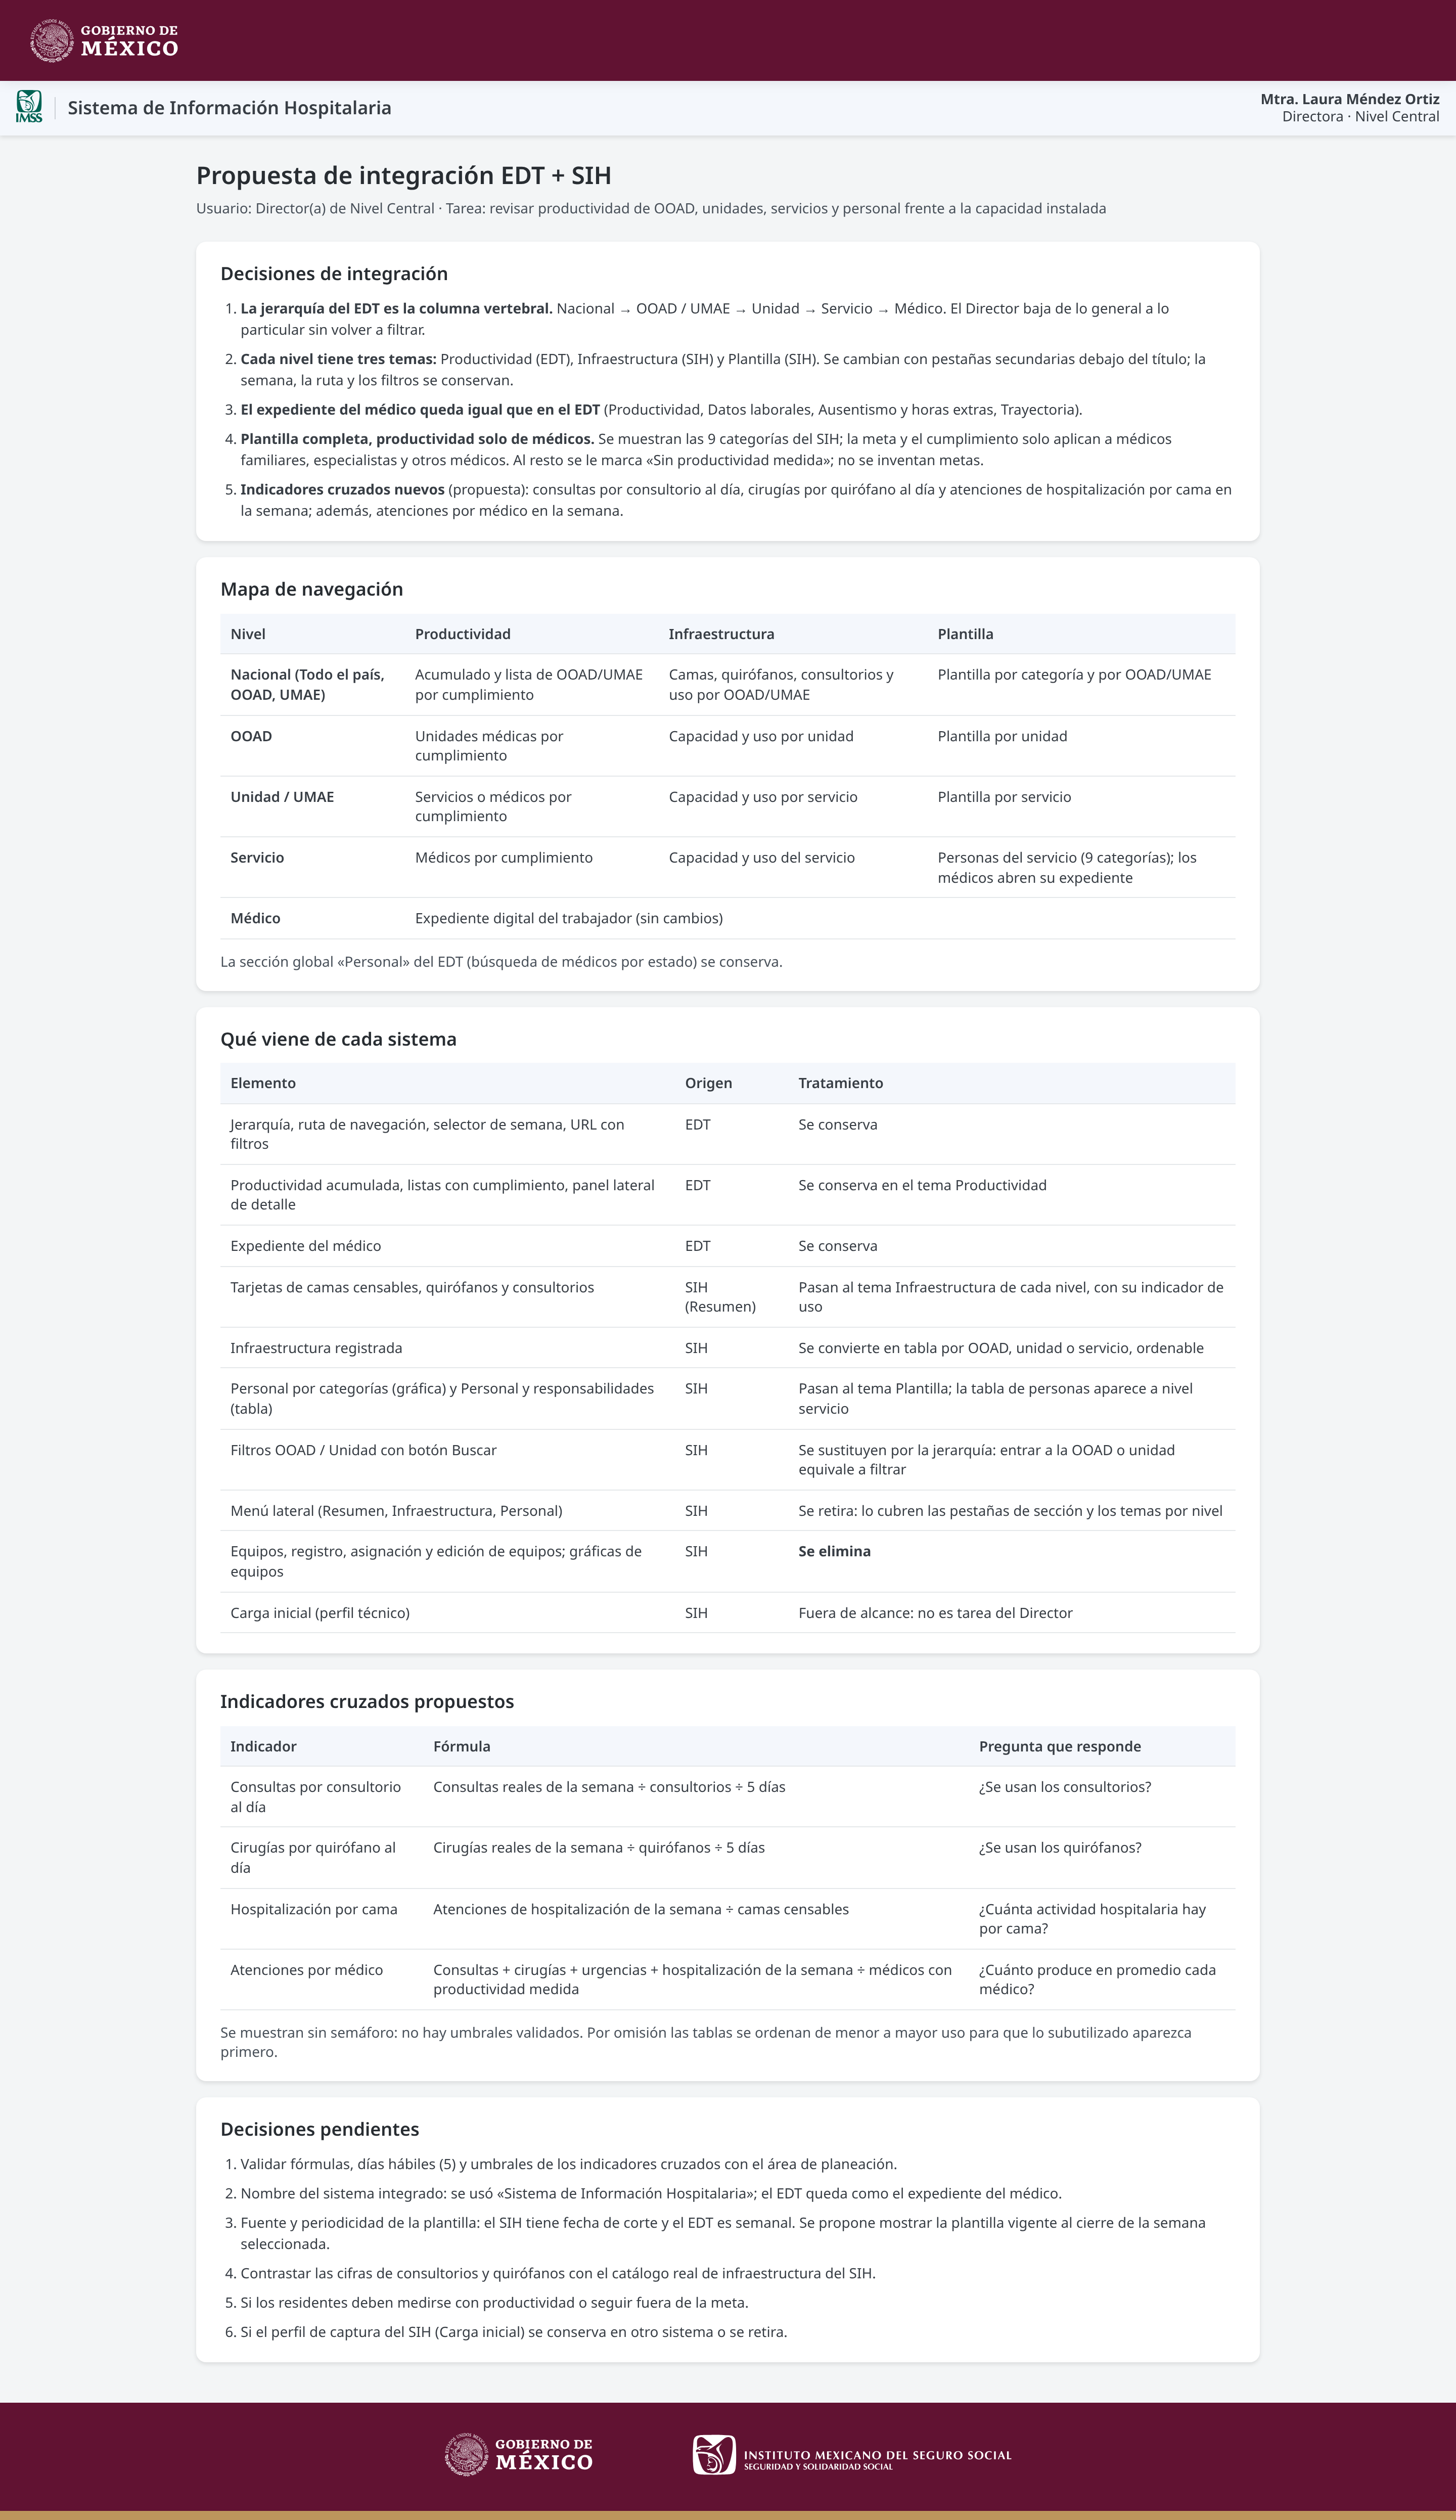 GOBIERNO DE
MÉXICO
IMSS
Sistema de Información Hospitalaria
Mtra. Laura Méndez Ortiz
Directora · Nivel Central
Propuesta de integración EDT + SIH
Usuario: Director(a) de Nivel Central · Tarea: revisar productividad de OOAD, unidades, servicios y personal frente a la capacidad instalada
Decisiones de integración
1. La jerarquía del EDT es la columna vertebral. Nacional → OOAD / UMAE → Unidad → Servicio → Médico. El Director baja de lo general a lo
particular sin volver a filtrar.
2. Cada nivel tiene tres temas: Productividad (EDT), Infraestructura (SIH) y Plantilla (SIH). Se cambian con pestañas secundarias debajo del título; la
semana, la ruta y los filtros se conservan.
3. El expediente del médico queda igual que en el EDT (Productividad, Datos laborales, Ausentismo y horas extras, Trayectoria).
4. Plantilla completa, productividad solo de médicos. Se muestran las 9 categorías del SIH; la meta y el cumplimiento solo aplican a médicos
familiares, especialistas y otros médicos. Al resto se le marca «Sin productividad medida»; no se inventan metas.
5. Indicadores cruzados nuevos (propuesta): consultas por consultorio al día, cirugías por quirófano al día y atenciones de hospitalización por cama en
la semana; además, atenciones por médico en la semana.
Mapa de navegación
Nivel Productividad Infraestructura Plantilla
Nacional (Todo el país, Acumulado y lista de OOAD/UMAE Camas, quirófanos, consultorios y Plantilla por categoría y por OOAD/UMAE
OOAD, UMAE) por cumplimiento uso por OOAD/UMAE
OOAD Unidades médicas por Capacidad y uso por unidad Plantilla por unidad
cumplimiento
Unidad / UMAE Servicios o médicos por Capacidad y uso por servicio Plantilla por servicio
cumplimiento
Servicio Médicos por cumplimiento Capacidad y uso del servicio Personas del servicio (9 categorías); los
médicos abren su expediente
Médico Expediente digital del trabajador (sin cambios)
La sección global «Personal» del EDT (búsqueda de médicos por estado) se conserva.
Qué viene de cada sistema
Elemento Origen Tratamiento
Jerarquía, ruta de navegación, selector de semana, URL con EDT Se conserva
filtros
Productividad acumulada, listas con cumplimiento, panel lateral EDT Se conserva en el tema Productividad
de detalle
Expediente del médico EDT Se conserva
Tarjetas de camas censables, quirófanos y consultorios SIH Pasan al tema Infraestructura de cada nivel, con su indicador de
(Resumen) uso
Infraestructura registrada SIH Se convierte en tabla por OOAD, unidad o servicio, ordenable
Personal por categorías (gráfica) y Personal y responsabilidades SIH Pasan al tema Plantilla; la tabla de personas aparece a nivel
(tabla) servicio
Filtros OOAD / Unidad con botón Buscar SIH Se sustituyen por la jerarquía: entrar a la OOAD o unidad
equivale a filtrar
Menú lateral (Resumen, Infraestructura, Personal) SIH Se retira: lo cubren las pestañas de sección y los temas por nivel
Equipos, registro, asignación y edición de equipos; gráficas de SIH Se elimina
equipos
Carga inicial (perfil técnico) SIH Fuera de alcance: no es tarea del Director
Indicadores cruzados propuestos
Indicador Fórmula Pregunta que responde
Consultas por consultorio Consultas reales de la semana ÷ consultorios ÷ 5 días ¿Se usan los consultorios?
al día
Cirugías por quirófano al Cirugías reales de la semana ÷ quirófanos ÷ 5 días ¿Se usan los quirófanos?
día
Hospitalización por cama Atenciones de hospitalización de la semana ÷ camas censables ¿Cuánta actividad hospitalaria hay
por cama?
Atenciones por médico Consultas + cirugías + urgencias + hospitalización de la semana ÷ médicos con ¿Cuánto produce en promedio cada
productividad medida médico?
Se muestran sin semáforo: no hay umbrales validados. Por omisión las tablas se ordenan de menor a mayor uso para que lo subutilizado aparezca
primero.
Decisiones pendientes
1. Validar fórmulas, días hábiles (5) y umbrales de los indicadores cruzados con el área de planeación.
2. Nombre del sistema integrado: se usó «Sistema de Información Hospitalaria»; el EDT queda como el expediente del médico.
3. Fuente y periodicidad de la plantilla: el SIH tiene fecha de corte y el EDT es semanal. Se propone mostrar la plantilla vigente al cierre de la semana
seleccionada.
4. Contrastar las cifras de consultorios y quirófanos con el catálogo real de infraestructura del SIH.
5. Si los residentes deben medirse con productividad o seguir fuera de la meta.
6. Si el perfil de captura del SIH (Carga inicial) se conserva en otro sistema o se retira.
GOBIERNO DE
MÉXICO
INSTITUTO MEXICANO DEL SEGURO SOCIAL
SEGURIDAD Y SOLIDARIDAD SOCIAL